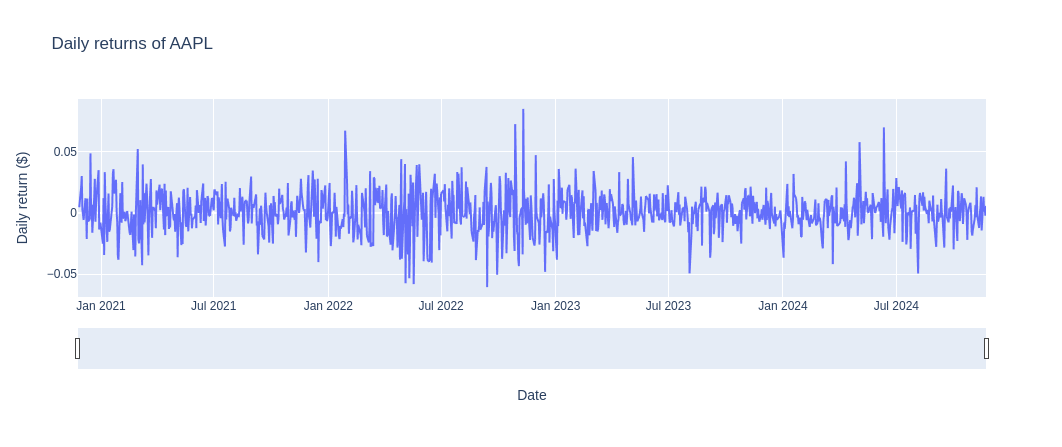 Daily returns of AAPL
Daily return ($)
0.05
0
−0.05
Jan 2021 Jul 2021 Jan 2022 Jul 2022 Jan 2023 Jul 2023 Jan 2024 Jul 2024
Date